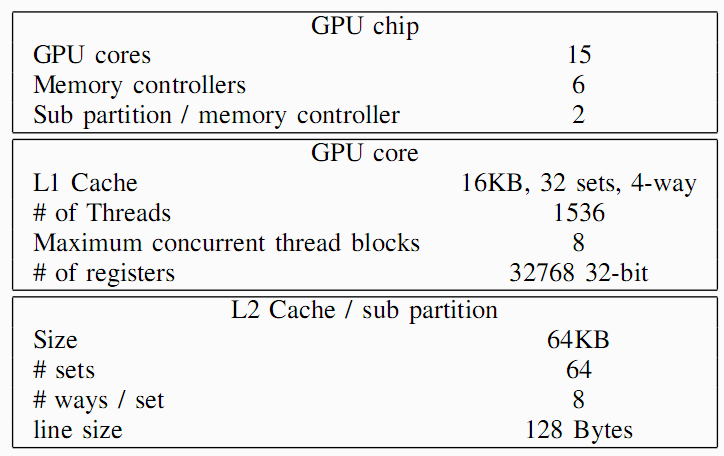 GPU chip
GPU cores 15
Memory controllers 6
Sub partition / memory controller 2
GPU core
L1 Cache 16KB, 32 sets, 4-way
# of Threads 1536
Maximum concurrent thread blocks 8
# of registers 32768 32-bit
L2 Cache / sub partition
Size 64KB
# sets 64
# ways / set 8
line size 128 Bytes